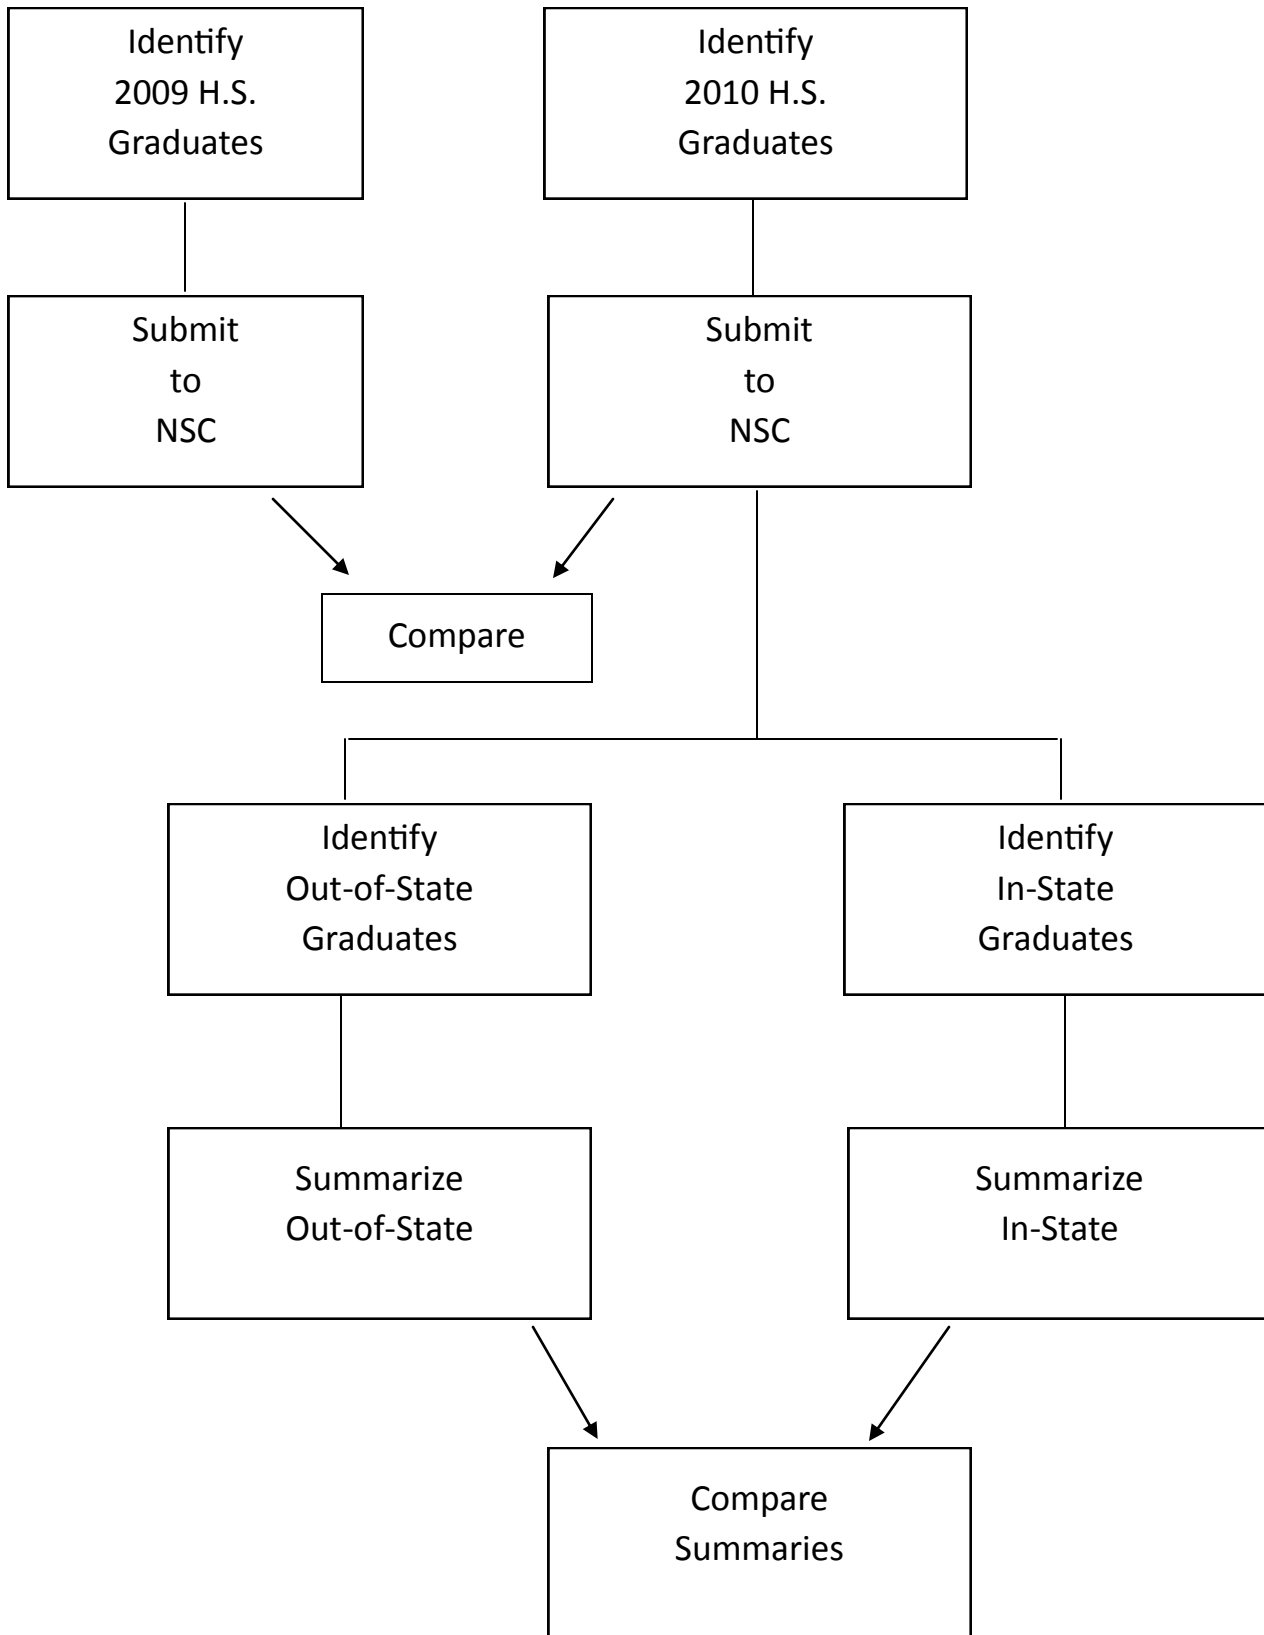 Identify
2009 H.S.
Graduates
Identify
2010 H.S.
Graduates
Submit
to
NSC
Submit
to
NSC
Compare
Identify
Out-of-State
Graduates
Identify
In-State
Graduates
Summarize
Out-of-State
Summarize
In-State
Compare
Summaries